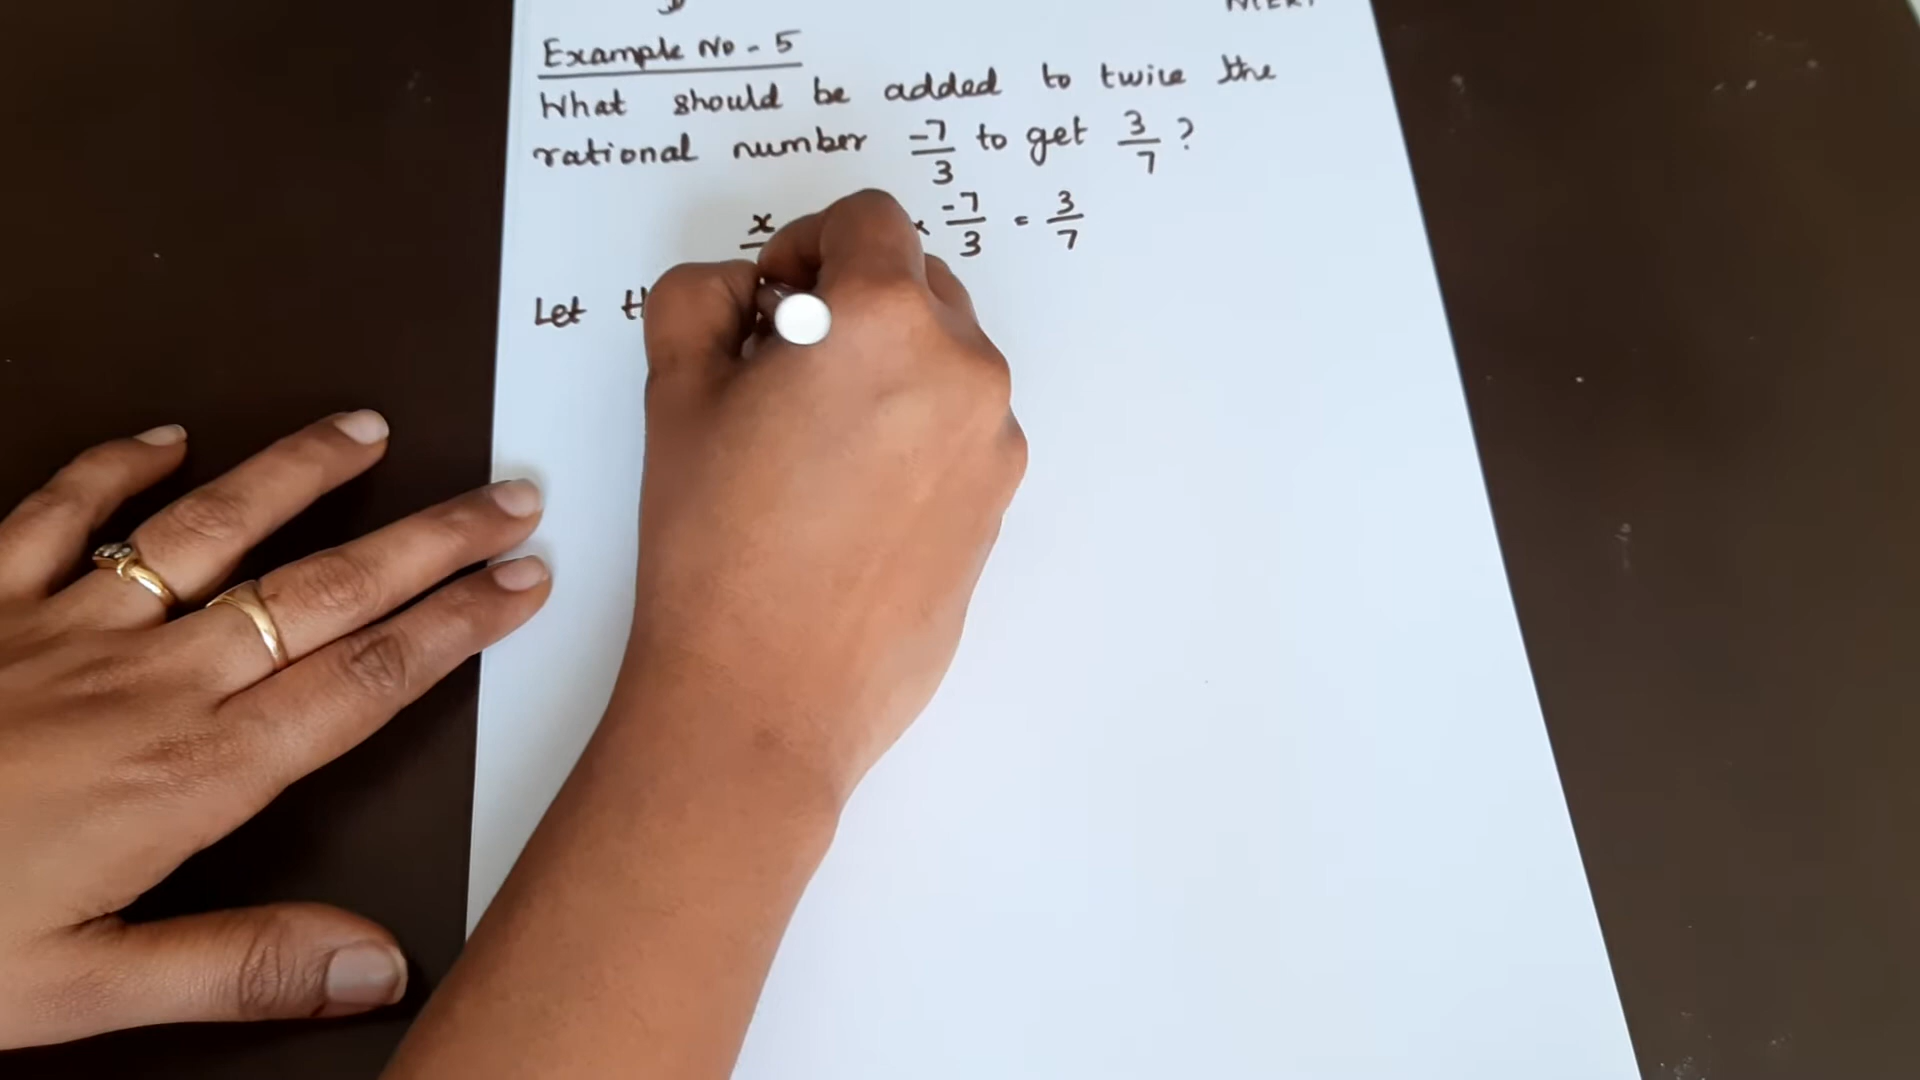 Example No - 5
What should be added to twice the
rational number -7/3 to get 3/7 ?
x × -7/3 = 3/7
Let